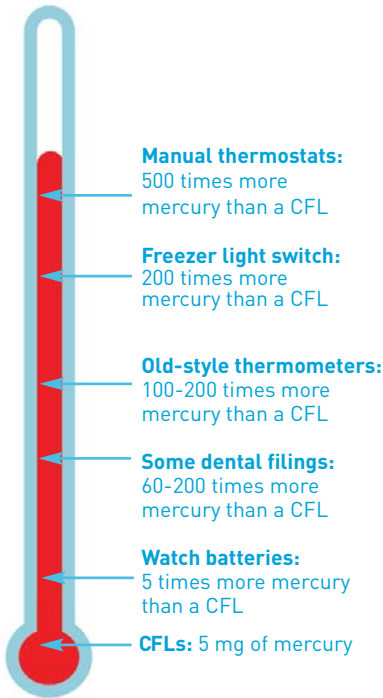 Manual thermostats:
500 times more
mercury than a CFL
Freezer light switch:
200 times more
mercury than a CFL
Old-style thermometers:
100-200 times more
mercury than a CFL
Some dental filings:
60-200 times more
mercury than a CFL
Watch batteries:
5 times more mercury
than a CFL
CFLs: 5 mg of mercury